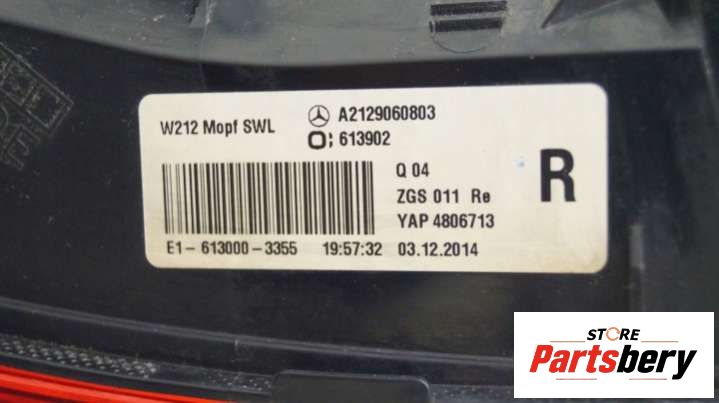 W212 Mopf SWL
A2129060803
613902
Q 04
ZGS 011 Re
YAP 4806713
R
E1-613000-3355 19:57:32 03.12.2014
STORE
Partsbery